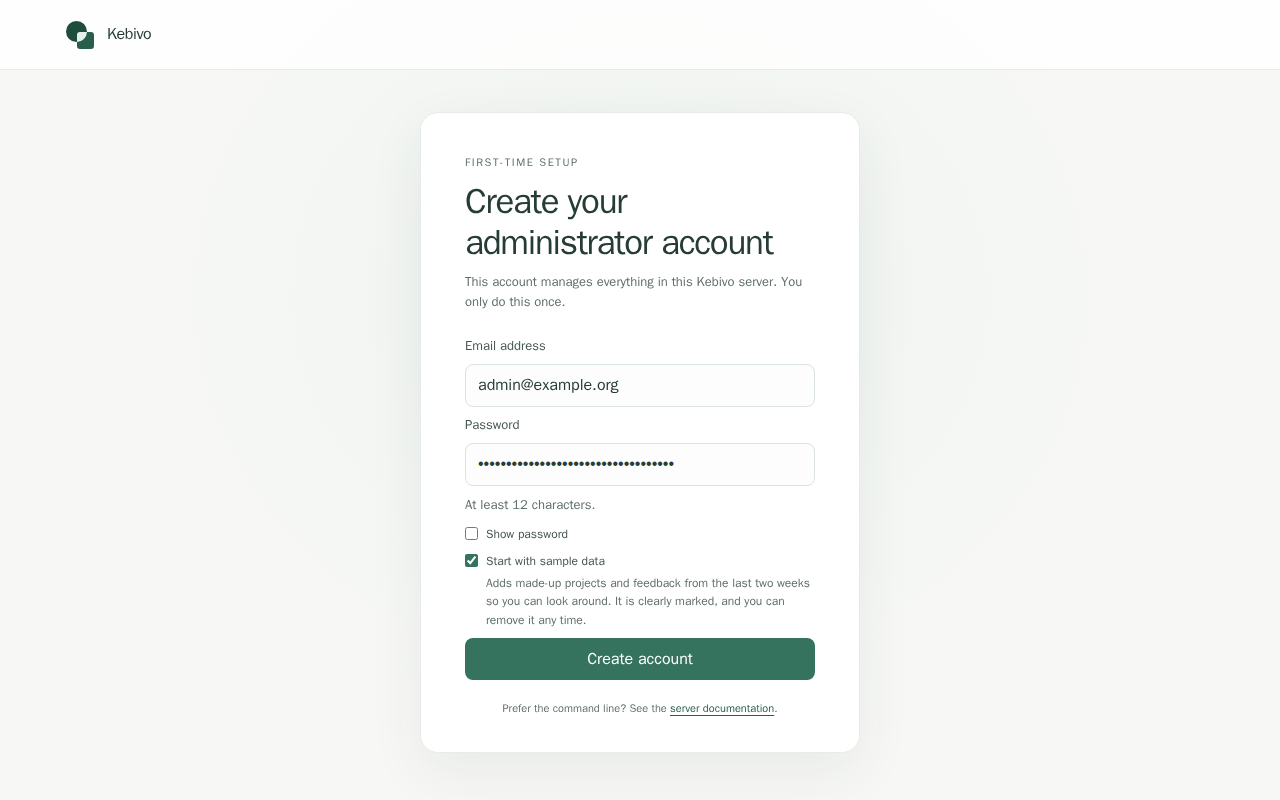 Kebivo
FIRST-TIME SETUP
Create your
administrator account
This account manages everything in this Kebivo server. You
only do this once.
Email address
admin@example.org
Password
•••••••••••••••••••••••••••••••••••
At least 12 characters.
Show password
Start with sample data
Adds made-up projects and feedback from the last two weeks
so you can look around. It is clearly marked, and you can
remove it any time.
Create account
Prefer the command line? See the server documentation.